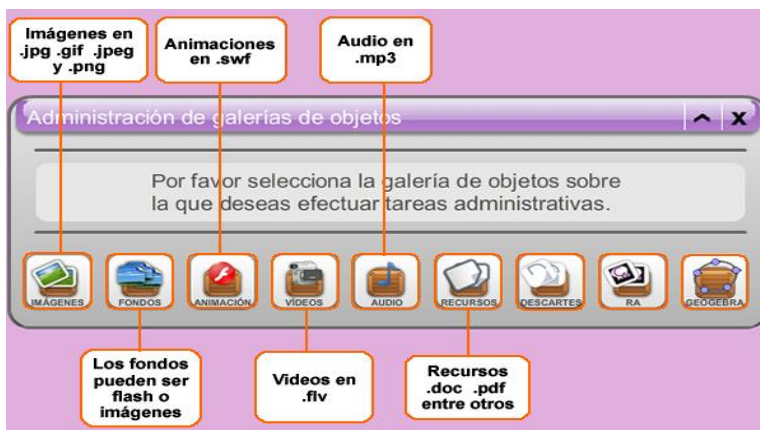 Imágenes en
.jpg .gif .jpeg
y .png
Animaciones
en .swf
Audio en
.mp3
Administración de galerías de objetos
Por favor selecciona la galería de objetos sobre
la que deseas efectuar tareas administrativas.
IMÁGENES
FONDOS
ANIMACIÓN
VÍDEOS
AUDIO
RECURSOS
DESCARTES
RA
GEOGEBRA
Los fondos
pueden ser
flash o
imágenes
Videos en
.flv
Recursos
.doc .pdf
entre otros